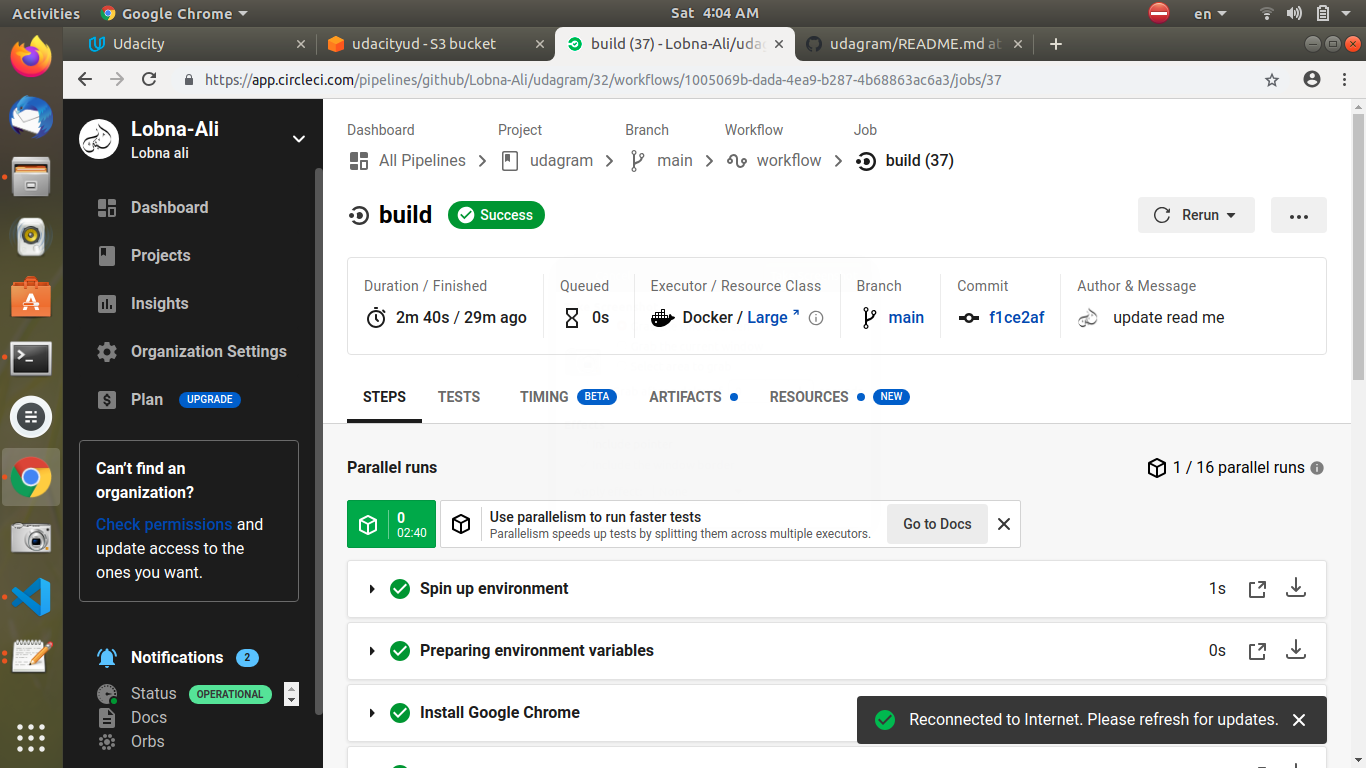 Activities
Google Chrome
Sat 4:04 AM
en
Udacity
udacityud - S3 bucket
build (37) - Lobna-Ali/uda
udagram/README.md at
https://app.circleci.com/pipelines/github/Lobna-Ali/udagram/32/workflows/1005069b-dada-4ea9-b287-4b68863ac6a3/jobs/37
Lobna-Ali
Lobna ali
Dashboard
Projects
Insights
Organization Settings
Plan UPGRADE
Can't find an
organization?
Check permissions and
update access to the
ones you want.
Notifications 2
Status OPERATIONAL
Docs
Orbs
Dashboard Project Branch Workflow Job
All Pipelines udagram main workflow build (37)
build Success
Rerun
Duration / Finished Queued Executor / Resource Class Branch Commit Author & Message
2m 40s / 29m ago 0s Docker / Large main f1ce2af update read me
STEPS TESTS TIMING BETA ARTIFACTS RESOURCES NEW
Parallel runs
1 / 16 parallel runs
0
02:40
Use parallelism to run faster tests
Parallelism speeds up tests by splitting them across multiple executors.
Go to Docs
Spin up environment 1s
Preparing environment variables 0s
Install Google Chrome
Reconnected to Internet. Please refresh for updates.